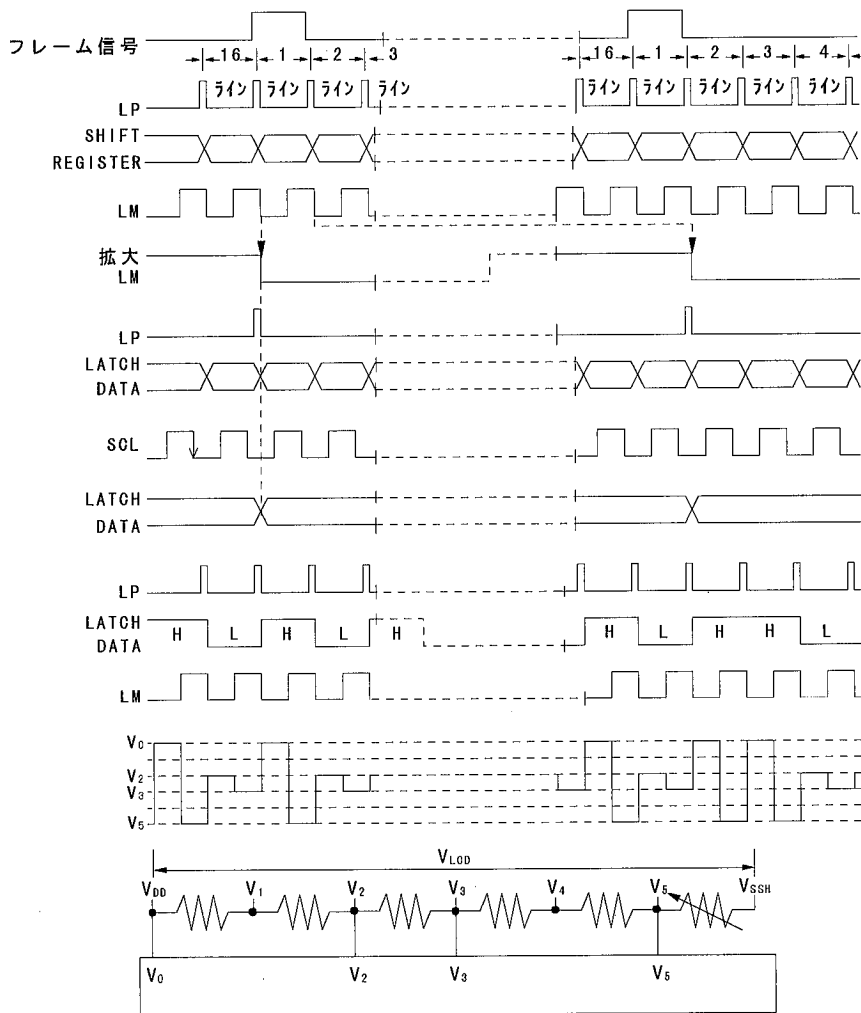 フレーム信号
16 1 2 3 16 1 2 3 4
ライン ライン ライン ライン ライン ライン ライン ライン ライン
LP
SHIFT
REGISTER
LM
拡大
LM
LP
LATCH
DATA
SCL
LATCH
DATA
LP
LATCH
DATA
H L H L H H L H H L
LM
V0
V2
V3
V5
VLOD
VDD V1 V2 V3 V4 V5 VSSH
V0 V2 V3 V5